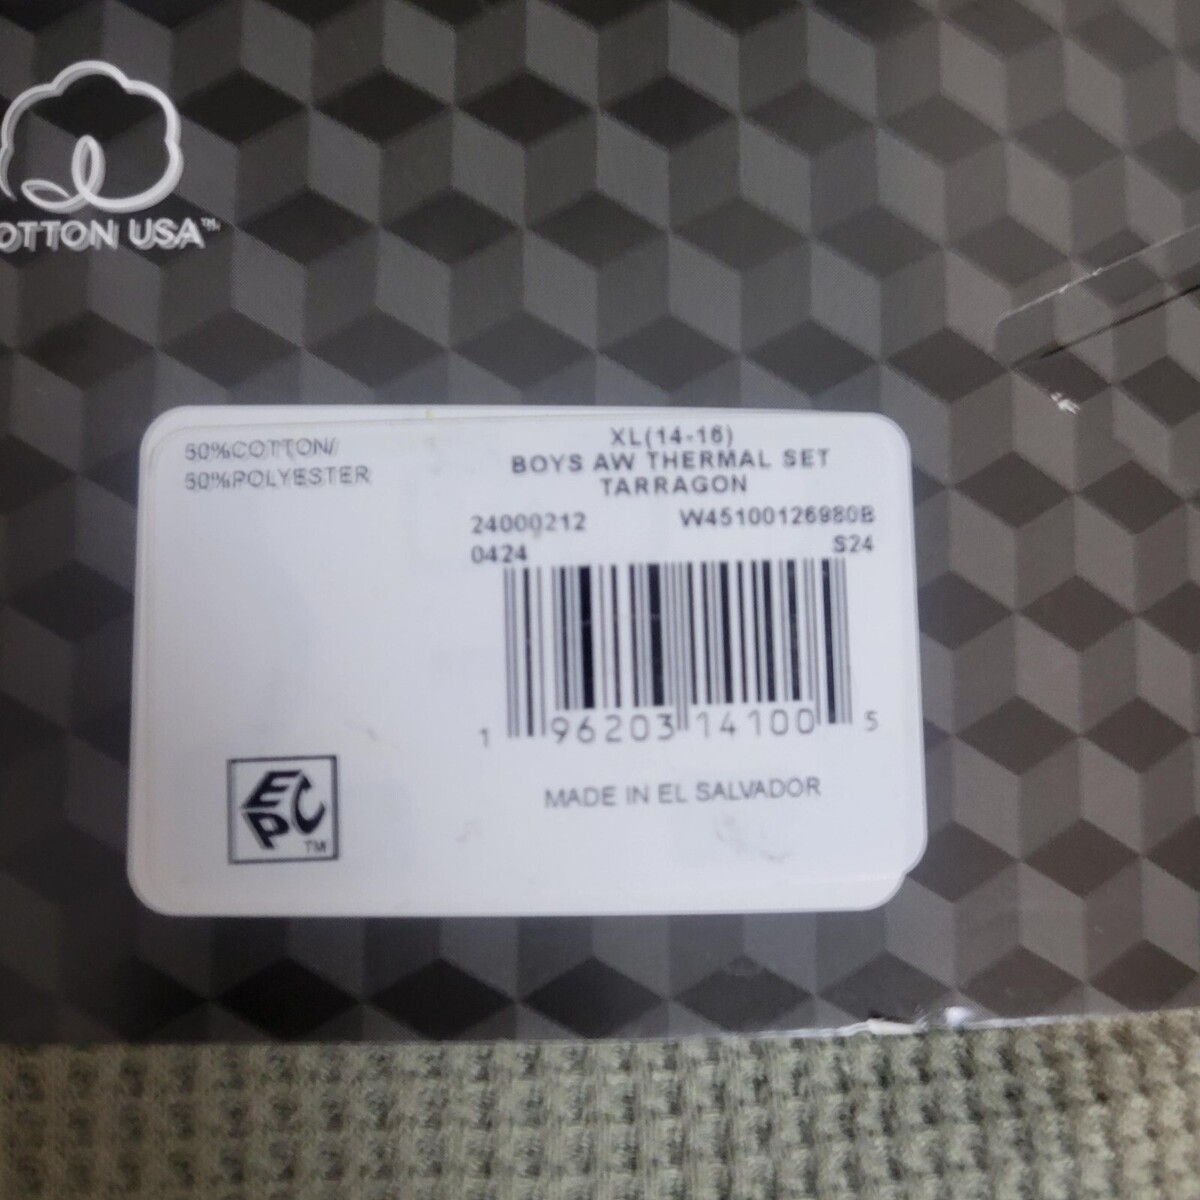 OTTON USA™
50%COTTON/
50%POLYESTER
XL(14-16)
BOYS AW THERMAL SET
TARRAGON
24000212
W45100126980B
0424
S24
1 96203 14100 5
MADE IN EL SALVADOR
EPC
TM